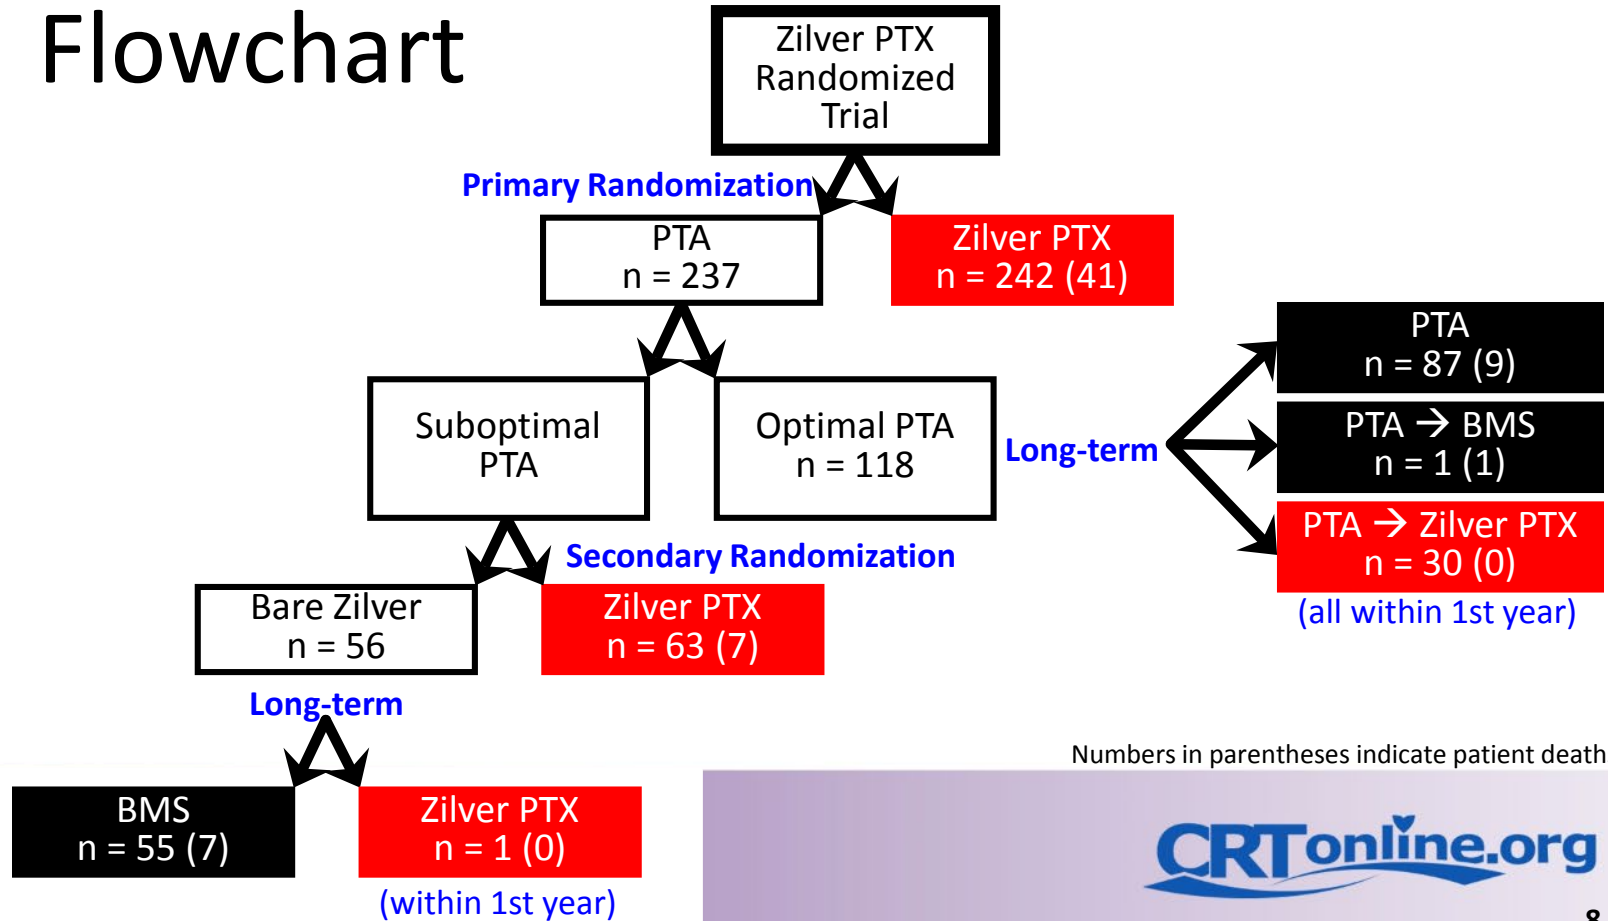 Flowchart
Zilver PTX
Randomized
Trial
Primary Randomization
PTA
n = 237
Zilver PTX
n = 242 (41)
Suboptimal
PTA
Optimal PTA
n = 118
Long-term
PTA
n = 87 (9)
PTA → BMS
n = 1 (1)
PTA → Zilver PTX
n = 30 (0)
(all within 1st year)
Secondary Randomization
Bare Zilver
n = 56
Zilver PTX
n = 63 (7)
Long-term
BMS
n = 55 (7)
Zilver PTX
n = 1 (0)
(within 1st year)
Numbers in parentheses indicate patient death
CRTonline.org
8